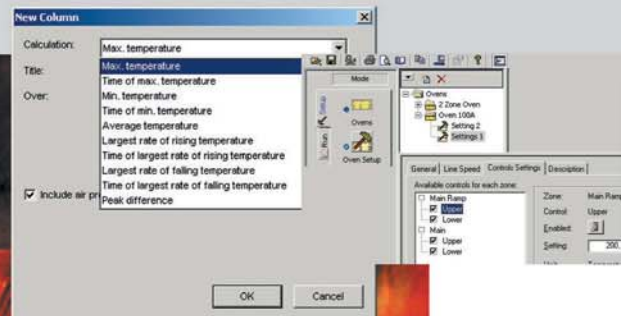 New Column
Calculation:
Max. temperature
Title:
Over:
Max. temperature
Time of max. temperature
Min. temperature
Time of min. temperature
Average temperature
Largest rate of rising temperature
Time of largest rate of rising temperature
Largest rate of falling temperature
Time of largest rate of falling temperature
Peak difference
Include air
OK
Cancel
Mode
Setup
Run
Ovens
Oven Setup
Ovens
2 Zone Oven
Oven 100A
Setting 2
General
Line Speed
Controls Settings
Description
Available controls for each zone:
Main Ramp
Upper
Lower
Main
Upper
Lower
Zone: Main Ramp
Control: Upper
Enabled:
Setting: 200.